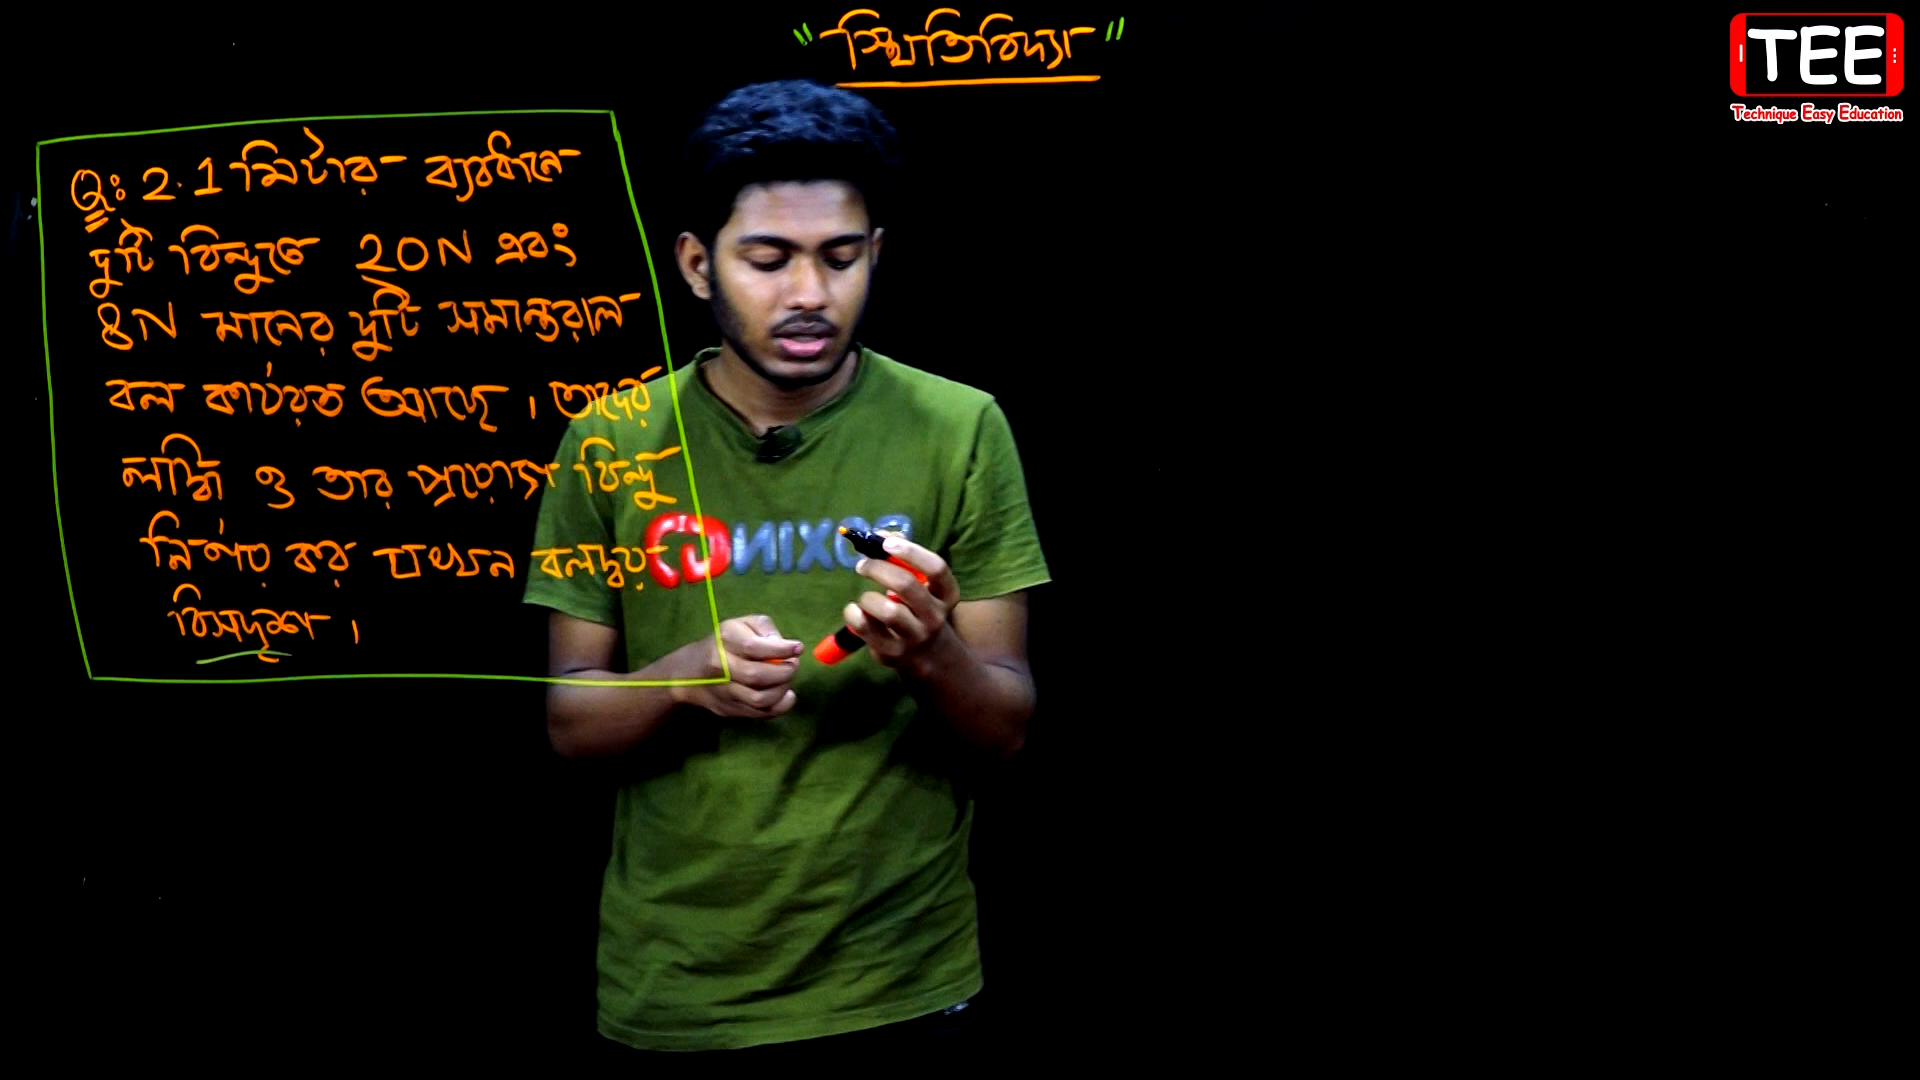 "স্থিতিবিদ্যা"
TEE
Technique Easy Education
Q: 2.1 মিটার ব্যবধানে
দুটি বিন্দুতে 20N এবং
8N মানের দুটি সমান্তরাল
বল কার্যরত আছে। তাদের
লব্ধি ও তার প্রয়োগ বিন্দু
নির্ণয় কর যখন বলদ্বয়
বিসদৃশ।